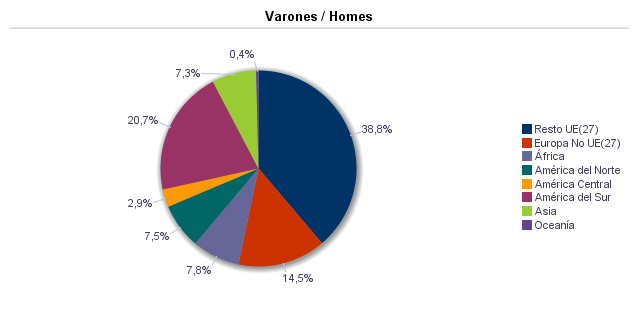 Varones / Homes
0,4%
7,3%
20,7%
38,8%
2,9%
7,5%
7,8%
14,5%
Resto UE(27)
Europa No UE(27)
África
América del Norte
América Central
América del Sur
Asia
Oceanía